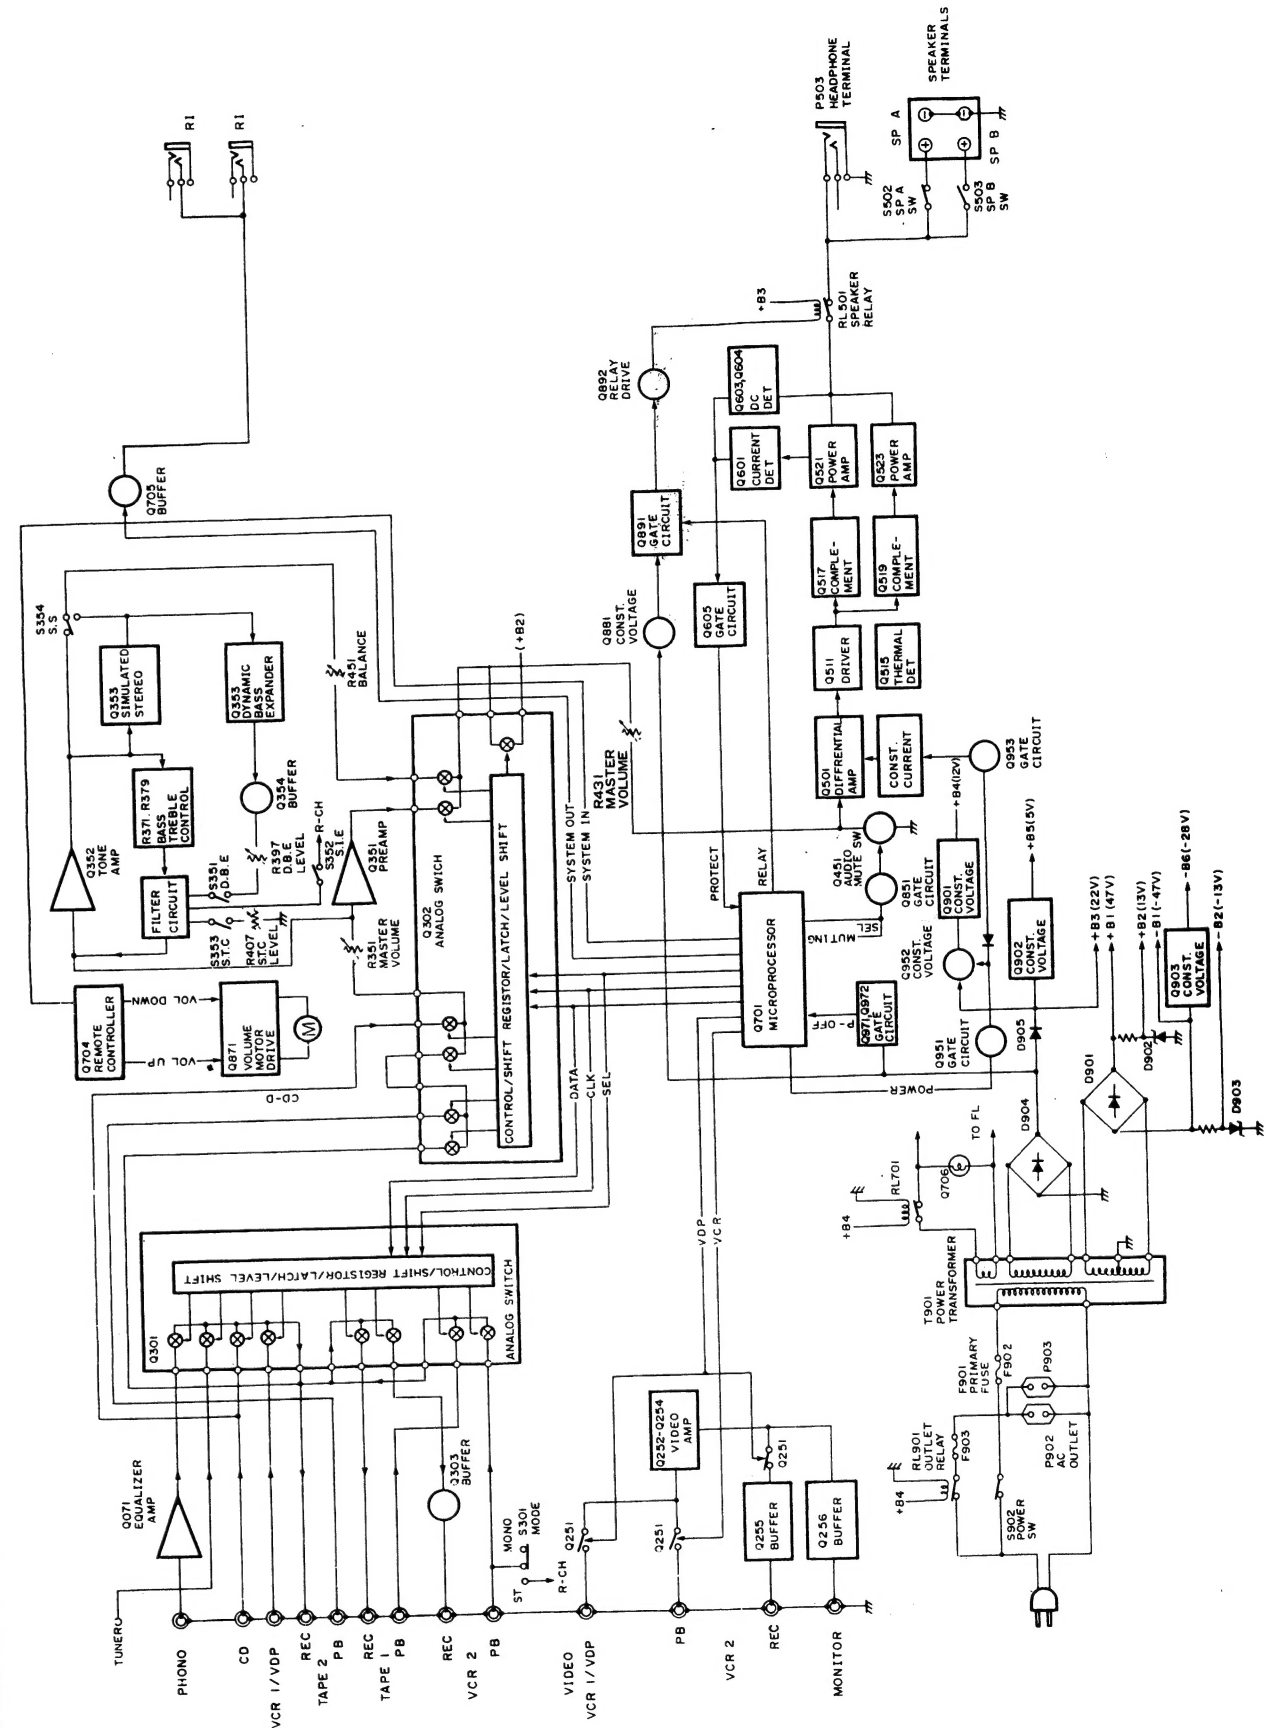 TUNER
PHONO
CD
VCR 1/VDP
REC
TAPE 2
PB
REC
TAPE 1
PB
REC
VCR 2
PB
VIDEO
VCR 1/VDP
PB
VCR 2
REC
MONITOR
Q071
EQUALIZER
AMP
Q303
BUFFER
MONO
S301
MODE
ST
R-CH
Q251
Q251
Q251
Q252-Q254
VIDEO
AMP
Q255
BUFFER
Q256
BUFFER
VDP
VCR
Q301
CONTROL/SHIFT REGISTOR/LATCH/LEVEL SHIFT
ANALOG SWITCH
Q704
REMOTE
CONTROLLER
VOL DOWN
VOL UP
Q871
VOLUME
MOTOR
DRIVE
M
CD-D
Q302
ANALOG SWICH
CONTROL/SHIFT REGISTOR/LATCH/LEVEL SHIFT
DATA
CLK
SEL
SYSTEM OUT
SYSTEM IN
(+B2)
Q352
TONE
AMP
FILTER
CIRCUIT
R371, R379
BASS
TREBLE
CONTROL
Q353
SIMULATED
STEREO
S354
S.S
Q353
DYNAMIC
BASS
EXPANDER
Q354
BUFFER
R397
D.B.E
LEVEL
S351
D.B.E
S353
S.T.C
R407
S.T.C
LEVEL
R-CH
S352
S.I.E
Q351
PREAMP
R351
MASTER
VOLUME
R451
BALANCE
R431
MASTER
VOLUME
Q705
BUFFER
RI
RI
Q701
MICROPROCESSOR
PROTECT
RELAY
MUTING
SEL
P-OFF
POWER
Q971,Q972
GATE
CIRCUIT
Q451
AUDIO
MUTE SW
Q851
GATE
CIRCUIT
Q501
DIFFERENTIAL
AMP
CONST.
CURRENT
Q511
DRIVER
Q515
THERMAL
DET
Q517
COMPLE-
MENT
Q519
COMPLE-
MENT
Q521
POWER
AMP
Q523
POWER
AMP
Q601
CURRENT
DET
Q603,Q604
DC
DET
Q605
GATE
CIRCUIT
Q881
CONST.
VOLTAGE
Q891
GATE
CIRCUIT
Q892
RELAY
DRIVE
+B3
RL501
SPEAKER
RELAY
P503
HEADPHONE
TERMINAL
SPEAKER
TERMINALS
SP A
SP B
S502
SP A
SW
S503
SP B
SW
Q953
GATE
CIRCUIT
+B4(12V)
Q901
CONST.
VOLTAGE
Q952
CONST.
VOLTAGE
+B5(5V)
Q902
CONST.
VOLTAGE
Q951
GATE
CIRCUIT
D905
D904
+B3(22V)
+B1(47V)
+B2(13V)
-B1(-47V)
-B6(-28V)
-B2(-13V)
Q903
CONST.
VOLTAGE
D902
D901
D903
TO FL
Q706
RL701
+B4
T901
POWER
TRANSFORMER
F901
PRIMARY
FUSE
F902
P903
P902
AC
OUTLET
RL901
OUTLET
RELAY
F903
+B4
S902
POWER
SW